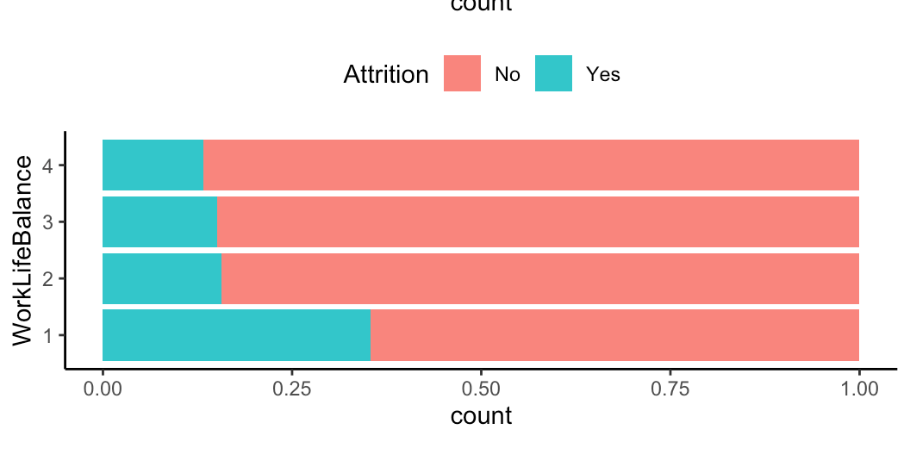 count
Attrition No Yes
WorkLifeBalance
4
3
2
1
0.00 0.25 0.50 0.75 1.00
count